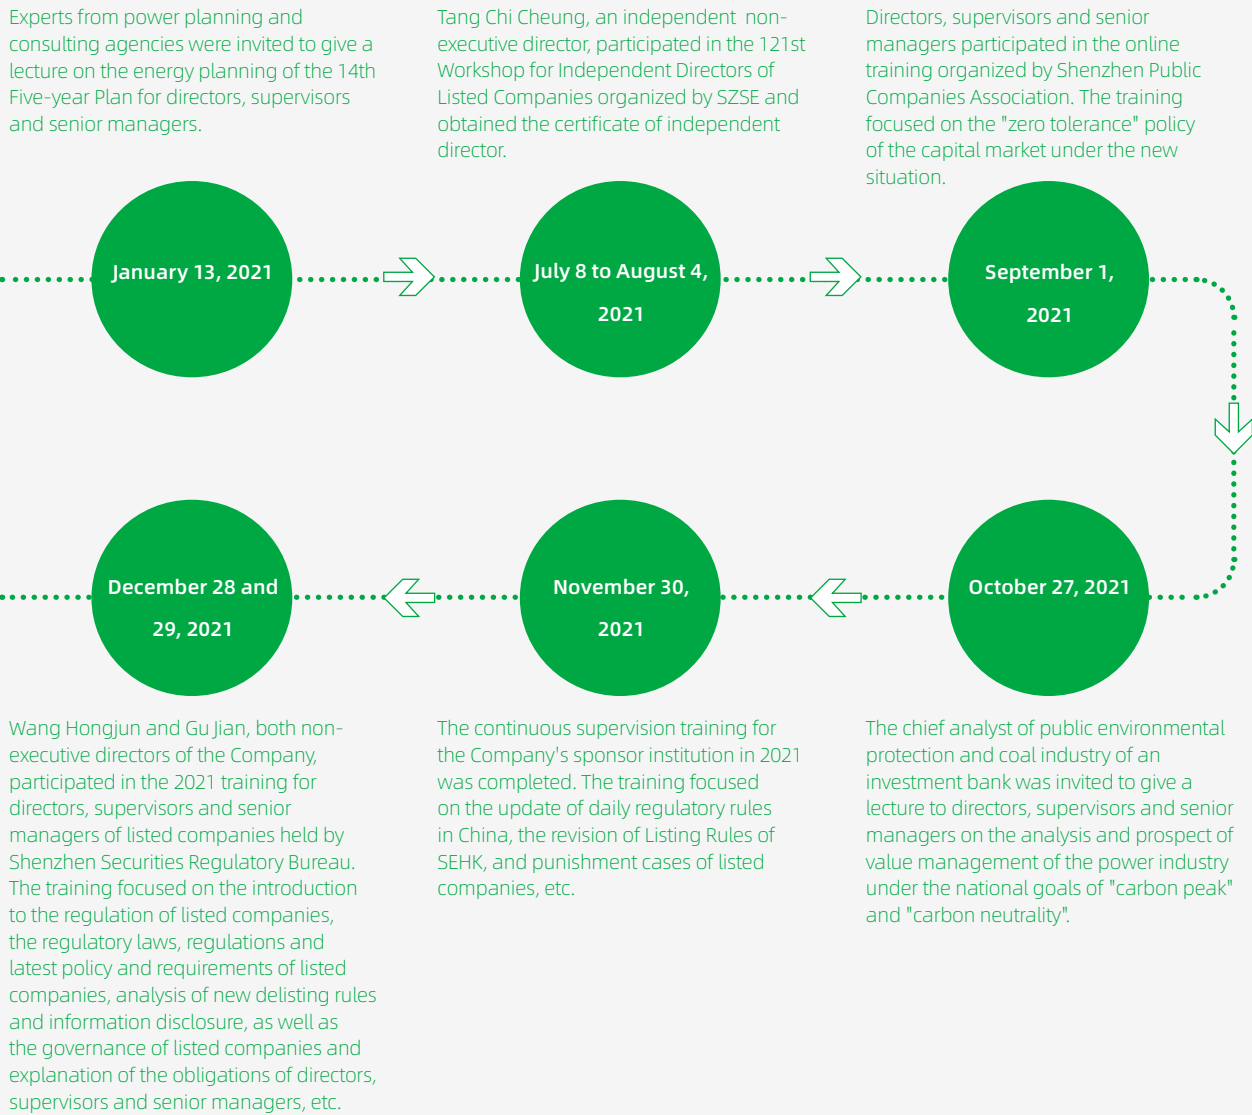 Experts from power planning and
consulting agencies were invited to give a
lecture on the energy planning of the 14th
Five-year Plan for directors, supervisors
and senior managers.
January 13, 2021
Tang Chi Cheung, an independent non-
executive director, participated in the 121st
Workshop for Independent Directors of
Listed Companies organized by SZSE and
obtained the certificate of independent
director.
July 8 to August 4,
2021
Directors, supervisors and senior
managers participated in the online
training organized by Shenzhen Public
Companies Association. The training
focused on the "zero tolerance" policy
of the capital market under the new
situation.
September 1,
2021
October 27, 2021
The chief analyst of public environmental
protection and coal industry of an
investment bank was invited to give a
lecture to directors, supervisors and senior
managers on the analysis and prospect of
value management of the power industry
under the national goals of "carbon peak"
and "carbon neutrality".
November 30,
2021
The continuous supervision training for
the Company's sponsor institution in 2021
was completed. The training focused
on the update of daily regulatory rules
in China, the revision of Listing Rules of
SEHK, and punishment cases of listed
companies, etc.
December 28 and
29, 2021
Wang Hongjun and Gu Jian, both non-
executive directors of the Company,
participated in the 2021 training for
directors, supervisors and senior
managers of listed companies held by
Shenzhen Securities Regulatory Bureau.
The training focused on the introduction
to the regulation of listed companies,
the regulatory laws, regulations and
latest policy and requirements of listed
companies, analysis of new delisting rules
and information disclosure, as well as
the governance of listed companies and
explanation of the obligations of directors,
supervisors and senior managers, etc.